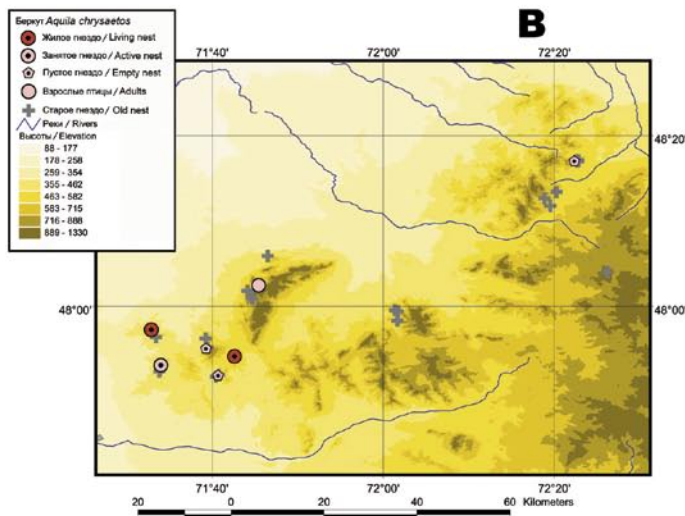 B
Беркут Aquila chrysaetos
Жилое гнездо / Living nest
Занятое гнездо / Active nest
Пустое гнездо / Empty nest
Взрослые птицы / Adults
Старое гнездо / Old nest
Реки / Rivers
Высоты / Elevation
88 - 177
178 - 258
259 - 354
355 - 462
463 - 582
583 - 715
716 - 888
889 - 1330
71°40' 72°00' 72°20'
48°20'
48°00' 48°00'
71°40' 72°00' 72°20'
20 0 20 40 60 Kilometers